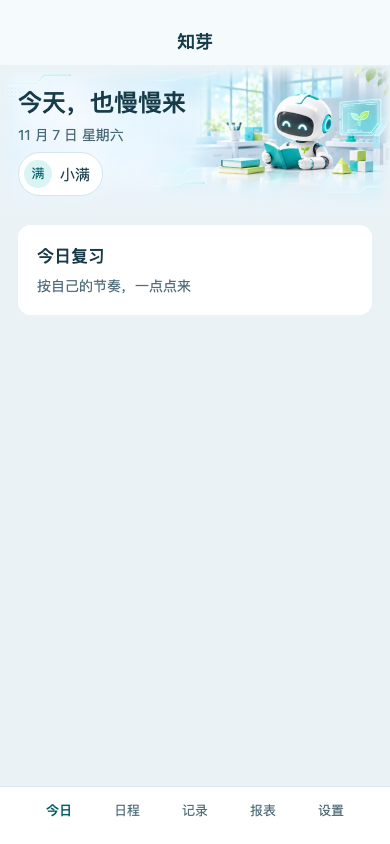 知芽
今天，也慢慢来
11 月 7 日 星期六
满 小满
今日复习
按自己的节奏，一点点来
今日 日程 记录 报表 设置